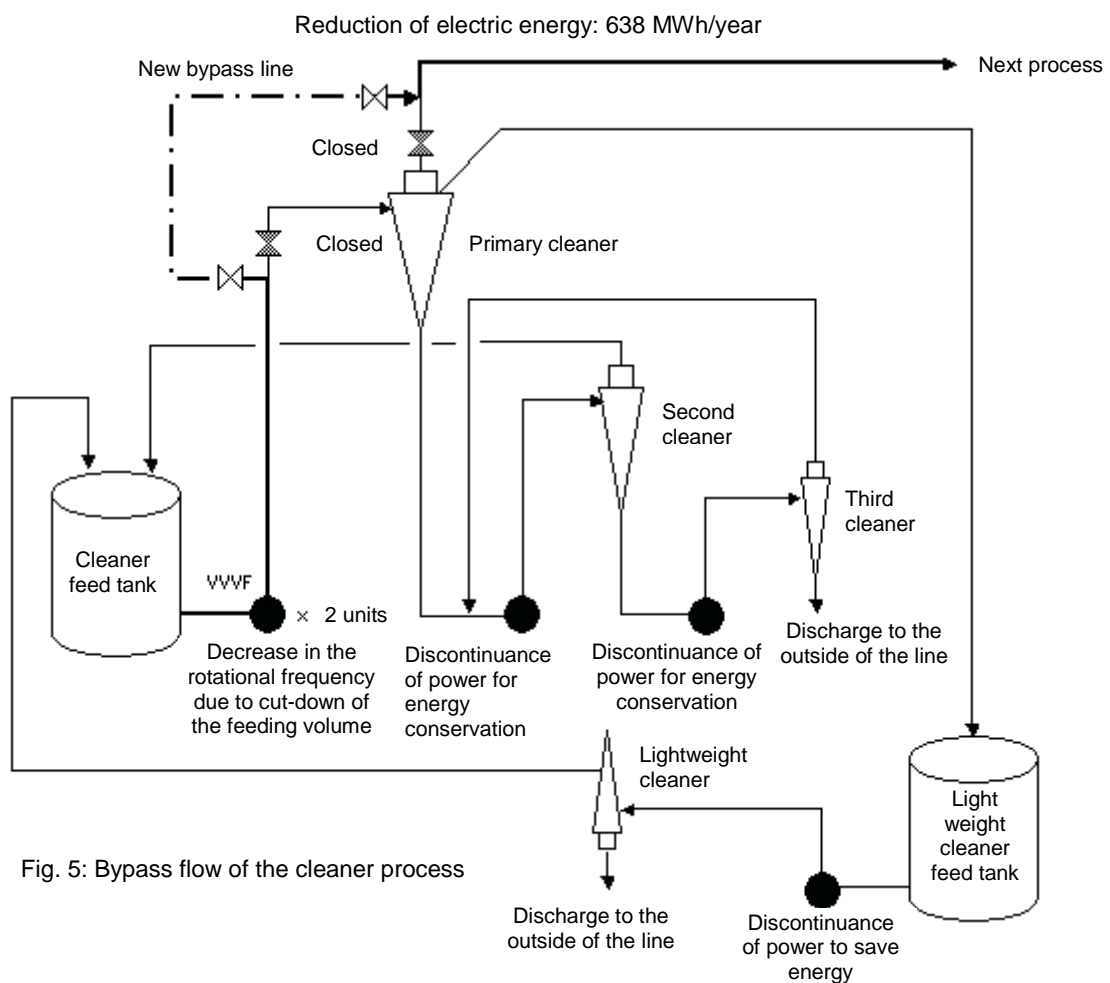 Reduction of electric energy: 638 MWh/year
New bypass line
Next process
Closed
Closed
Primary cleaner
Second
cleaner
Third
cleaner
Cleaner
feed tank
VVVF
× 2 units
Decrease in the
rotational frequency
due to cut-down of
the feeding volume
Discontinuance
of power for
energy
conservation
Discontinuance of
power for energy
conservation
Discharge to the
outside of the line
Lightweight
cleaner
Light
weight
cleaner
feed tank
Fig. 5: Bypass flow of the cleaner process
Discharge to the
outside of the line
Discontinuance
of power to save
energy